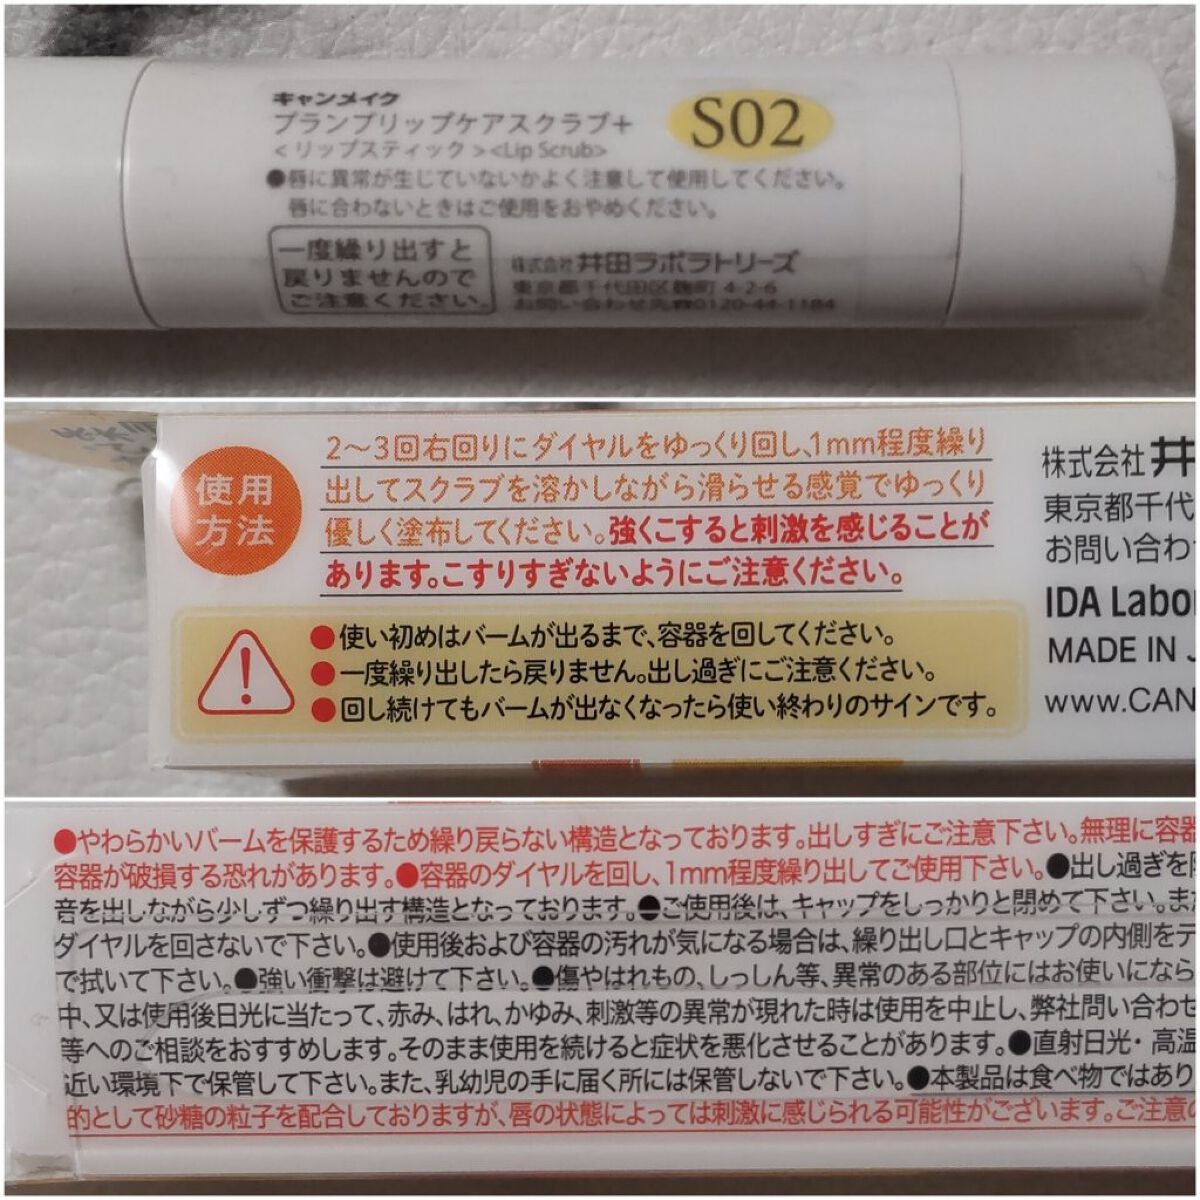 キャンメイク
プランプリップケアスクラブ+
<リップスティック><Lip Scrub>
S02
●唇に異常が生じていないかよく注意して使用してください。
唇に合わないときはご使用をおやめください。
一度繰り出すと
戻りませんので
ご注意ください。
株式会社 井田ラボラトリーズ
東京都千代田区麹町 4-2-6
お問い合わせ先☎0120-44-1184
使用
方法
2〜3回右回りにダイヤルをゆっくり回し、1mm程度繰り
出してスクラブを溶かしながら滑らせる感覚でゆっくり
優しく塗布してください。強くこすると刺激を感じることが
あります。こすりすぎないようにご注意ください。
●使い初めはバームが出るまで、容器を回してください。
●一度繰り出したら戻りません。出し過ぎにご注意ください。
●回し続けてもバームが出なくなったら使い終わりのサインです。
株式会社 井
東京都千代
お問い合わ
IDA Labo
MADE IN
www.CAN
●やわらかいバームを保護するため繰り戻らない構造となっております。出しすぎにご注意下さい。無理に容器
容器が破損する恐れがあります。●容器のダイヤルを回し、1mm程度繰り出してご使用下さい。●出し過ぎを
音を出しながら少しずつ繰り出す構造となっております。●ご使用後は、キャップをしっかりと閉めて下さい。また
ダイヤルを回さないで下さい。●使用後および容器の汚れが気になる場合は、繰り出し口とキャップの内側をテ
で拭いて下さい。●強い衝撃は避けて下さい。●傷やはれもの、しっしん等、異常のある部位にはお使いになら
中、又は使用後日光に当たって、赤み、はれ、かゆみ、刺激等の異常が現れた時は使用を中止し、弊社問い合わせ
等へのご相談をおすすめします。そのまま使用を続けると症状を悪化させることがあります。●直射日光・高温
近い環境下で保管して下さい。また、乳幼児の手に届く所には保管しないで下さい。●本製品は食べ物ではあり
的として砂糖の粒子を配合しておりますが、唇の状態によっては刺激に感じられる可能性がございます。ご注意の